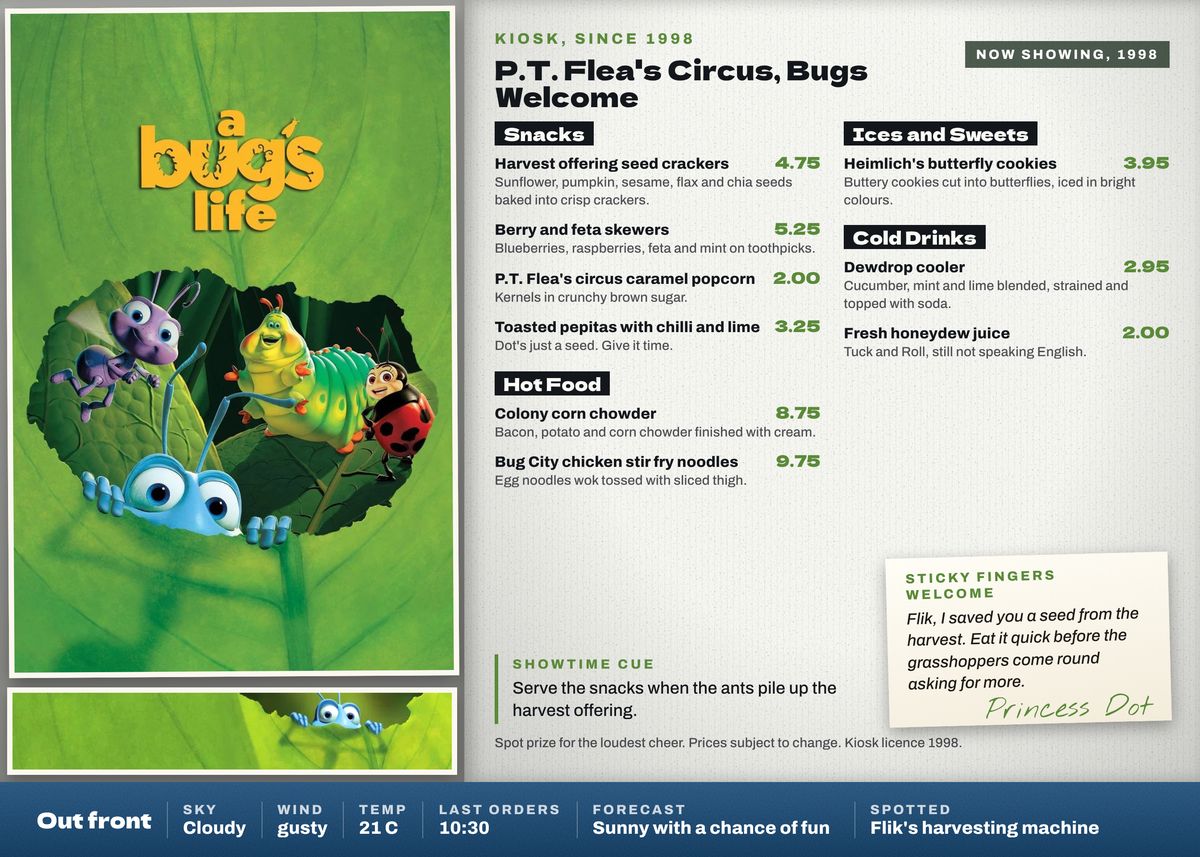 a
bug's
life
KIOSK, SINCE 1998
P.T. Flea's Circus, Bugs
Welcome
NOW SHOWING, 1998
Snacks
Harvest offering seed crackers 4.75
Sunflower, pumpkin, sesame, flax and chia seeds
baked into crisp crackers.
Berry and feta skewers 5.25
Blueberries, raspberries, feta and mint on toothpicks.
P.T. Flea's circus caramel popcorn 2.00
Kernels in crunchy brown sugar.
Toasted pepitas with chilli and lime 3.25
Dot's just a seed. Give it time.
Hot Food
Colony corn chowder 8.75
Bacon, potato and corn chowder finished with cream.
Bug City chicken stir fry noodles 9.75
Egg noodles wok tossed with sliced thigh.
Ices and Sweets
Heimlich's butterfly cookies 3.95
Buttery cookies cut into butterflies, iced in bright
colours.
Cold Drinks
Dewdrop cooler 2.95
Cucumber, mint and lime blended, strained and
topped with soda.
Fresh honeydew juice 2.00
Tuck and Roll, still not speaking English.
STICKY FINGERS
WELCOME
Flik, I saved you a seed from the
harvest. Eat it quick before the
grasshoppers come round
asking for more.
Princess Dot
SHOWTIME CUE
Serve the snacks when the ants pile up the
harvest offering.
Spot prize for the loudest cheer. Prices subject to change. Kiosk licence 1998.
Out front
SKY
Cloudy
WIND
gusty
TEMP
21 C
LAST ORDERS
10:30
FORECAST
Sunny with a chance of fun
SPOTTED
Flik's harvesting machine